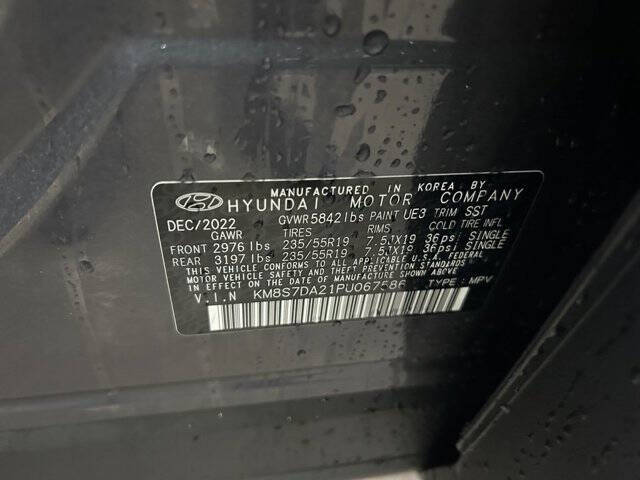 MANUFACTURED IN KOREA BY
HYUNDAI MOTOR COMPANY
DEC/2022 GVWR 5842 lbs PAINT UE3 TRIM SST
GAWR TIRES RIMS COLD TIRE INFL
FRONT 2976 lbs 235/55R19 7.5JX19 36psi SINGLE
REAR 3197 lbs 235/55R19 7.5JX19 36psi SINGLE
THIS VEHICLE CONFORMS TO ALL APPLICABLE U.S.A. FEDERAL
MOTOR VEHICLE SAFETY AND BUMPER STANDARDS
IN EFFECT ON THE DATE OF MANUFACTURE SHOWN ABOVE.
V.I.N KM8S7DA21PU067586 TYPE: MPV